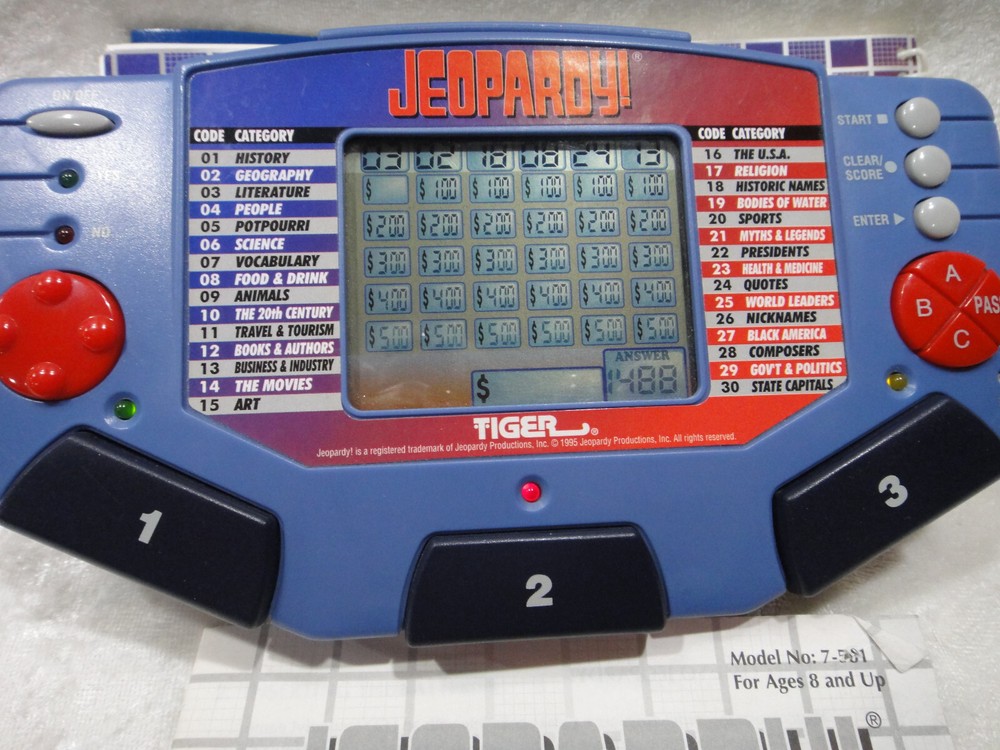 JEOPARDY!®
ON/OFF
NO
CODE CATEGORY
01 HISTORY
02 GEOGRAPHY
03 LITERATURE
04 PEOPLE
05 POTPOURRI
06 SCIENCE
07 VOCABULARY
08 FOOD & DRINK
09 ANIMALS
10 THE 20th CENTURY
11 TRAVEL & TOURISM
12 BOOKS & AUTHORS
13 BUSINESS & INDUSTRY
14 THE MOVIES
15 ART
03 02 18
$ $100 $100 $100 $100 $100
$200 $200 $200 $200 $200 $200
$300 $300 $300 $300 $300 $300
$400 $400 $400 $400 $400 $400
$500 $500 $500 $500 $500 $500
ANSWER
$ 1488
CODE CATEGORY
16 THE U.S.A.
17 RELIGION
18 HISTORIC NAMES
19 BODIES OF WATER
20 SPORTS
21 MYTHS & LEGENDS
22 PRESIDENTS
23 HEALTH & MEDICINE
24 QUOTES
25 WORLD LEADERS
26 NICKNAMES
27 BLACK AMERICA
28 COMPOSERS
29 GOV'T & POLITICS
30 STATE CAPITALS
START
CLEAR/
SCORE
ENTER
A
B
PASS
C
TIGER®
Jeopardy! is a registered trademark of Jeopardy Productions, Inc. © 1995 Jeopardy Productions, Inc. All rights reserved.
1
2
3
Model No: 7-581
For Ages 8 and Up
®